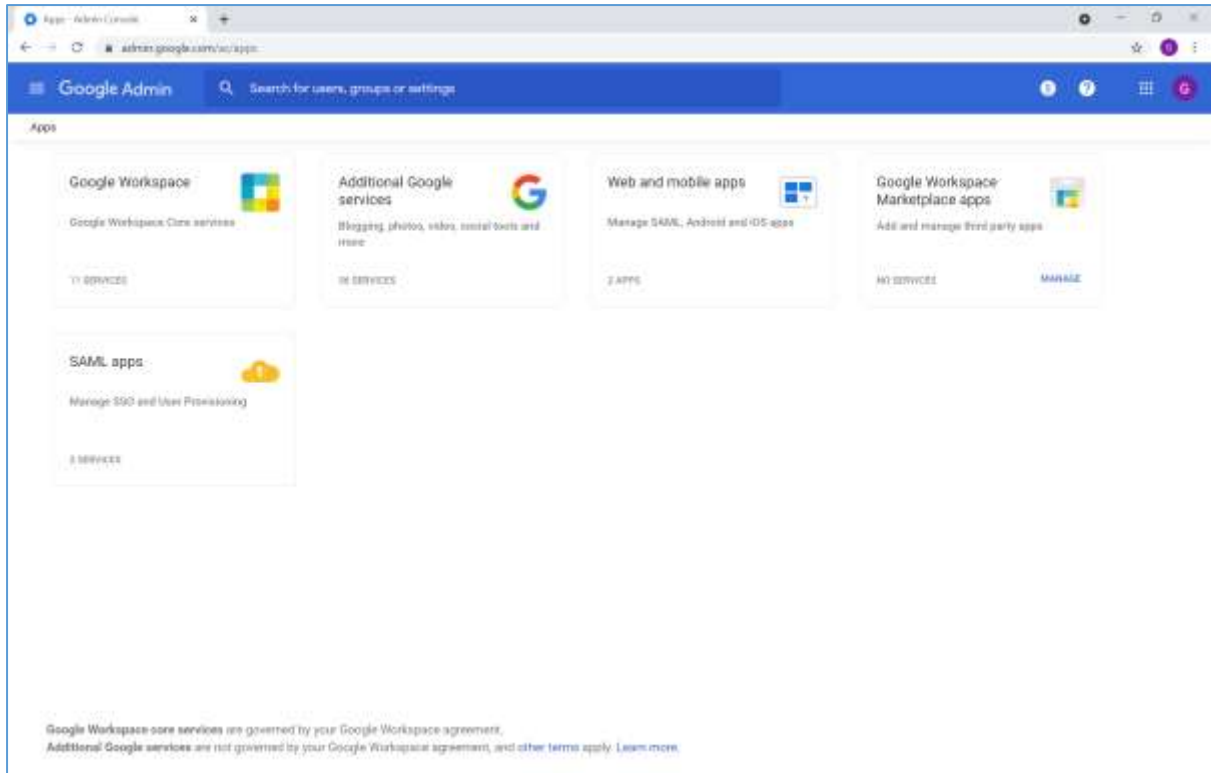 Apps - Admin Console
admin.google.com/ac/apps
Google Admin
Search for users, groups or settings
G
Apps
Google Workspace
Google Workspace Core services
11 SERVICES
Additional Google
services
Blogging, photos, video, social tools and
more
SERVICES
Web and mobile apps
Manage SAML, Android and iOS apps
2 APPS
Google Workspace
Marketplace apps
Add and manage third party apps
NO SERVICES
MANAGE
SAML apps
Manage SSO and User Provisioning
SERVICES
Google Workspace core services are governed by your Google Workspace agreement.
Additional Google services are not governed by your Google Workspace agreement, and other terms apply. Learn more.